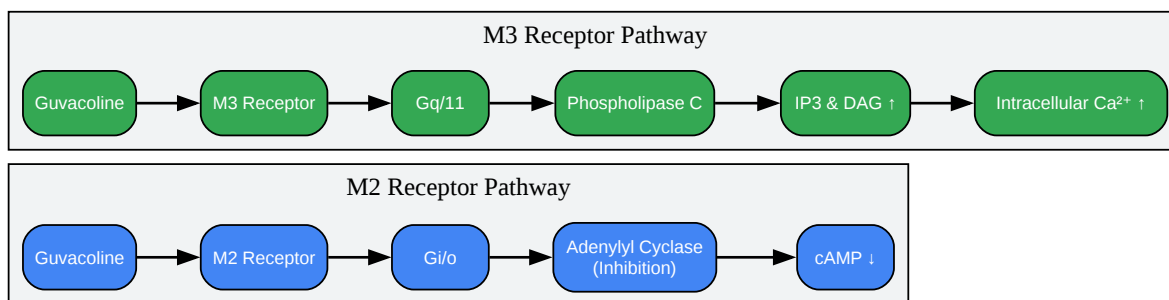 M3 Receptor Pathway
Guvacoline
M3 Receptor
Gq/11
Phospholipase C
IP3 & DAG ↑
Intracellular Ca²⁺ ↑
M2 Receptor Pathway
Guvacoline
M2 Receptor
Gi/o
Adenylyl Cyclase
(Inhibition)
cAMP ↓